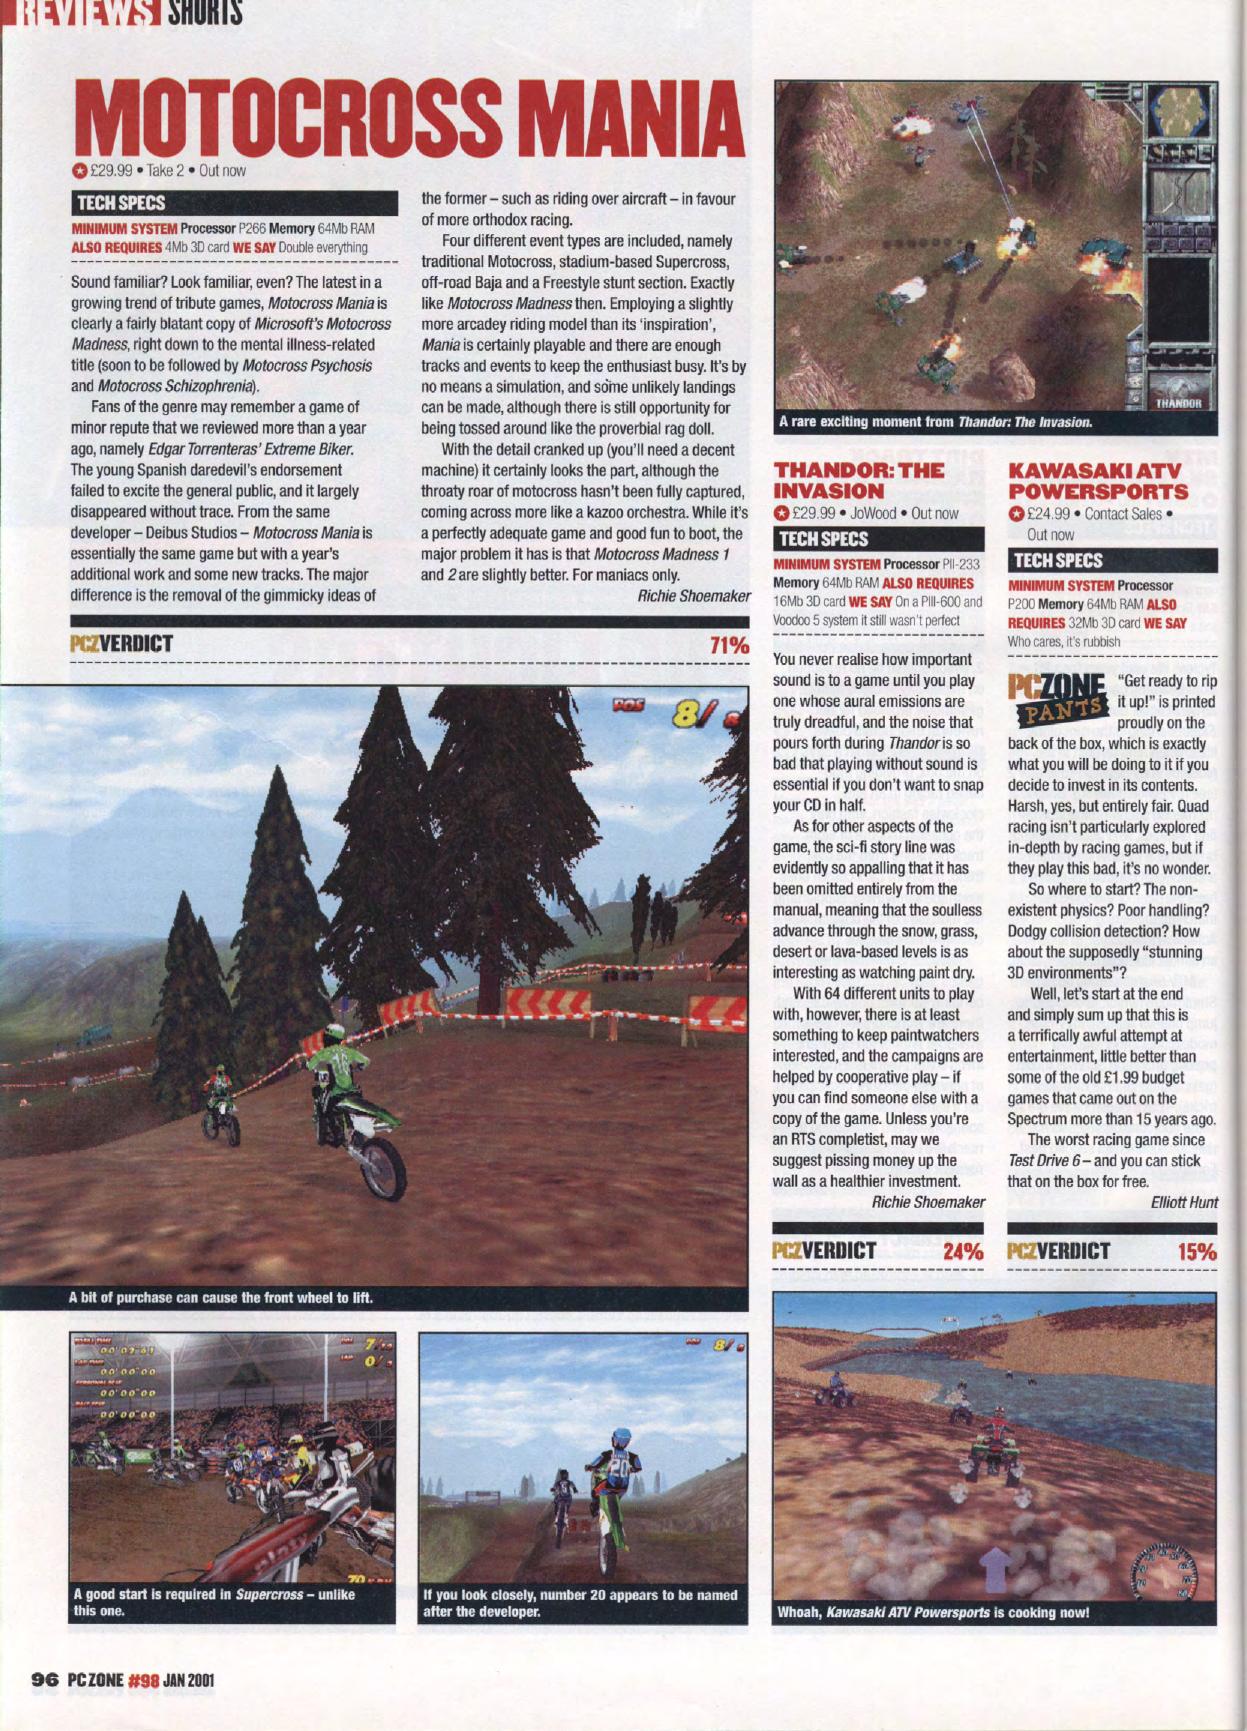 REVIEWS SHORTS
MOTOCROSS MANIA
£29.99 • Take 2 • Out now
TECH SPECS
MINIMUM SYSTEM Processor P266 Memory 64Mb RAM
ALSO REQUIRES 4Mb 3D card WE SAY Double everything
Sound familiar? Look familiar, even? The latest in a
growing trend of tribute games, Motocross Mania is
clearly a fairly blatant copy of Microsoft's Motocross
Madness, right down to the mental illness-related
title (soon to be followed by Motocross Psychosis
and Motocross Schizophrenia).
Fans of the genre may remember a game of
minor repute that we reviewed more than a year
ago, namely Edgar Torrenteras' Extreme Biker.
The young Spanish daredevil's endorsement
failed to excite the general public, and it largely
disappeared without trace. From the same
developer – Deibus Studios – Motocross Mania is
essentially the same game but with a year's
additional work and some new tracks. The major
difference is the removal of the gimmicky ideas of
the former – such as riding over aircraft – in favour
of more orthodox racing.
Four different event types are included, namely
traditional Motocross, stadium-based Supercross,
off-road Baja and a Freestyle stunt section. Exactly
like Motocross Madness then. Employing a slightly
more arcadey riding model than its 'inspiration',
Mania is certainly playable and there are enough
tracks and events to keep the enthusiast busy. It's by
no means a simulation, and some unlikely landings
can be made, although there is still opportunity for
being tossed around like the proverbial rag doll.
With the detail cranked up (you'll need a decent
machine) it certainly looks the part, although the
throaty roar of motocross hasn't been fully captured,
coming across more like a kazoo orchestra. While it's
a perfectly adequate game and good fun to boot, the
major problem it has is that Motocross Madness 1
and 2 are slightly better. For maniacs only.
Richie Shoemaker
PCZVERDICT 71%
POS 8/8
A bit of purchase can cause the front wheel to lift.
00'02"61
00'00"00
00'00"00
00'00"00
7/
0/
70
A good start is required in Supercross – unlike
this one.
POS 8/
20
If you look closely, number 20 appears to be named
after the developer.
THANDOR
A rare exciting moment from Thandor: The Invasion.
THANDOR: THE
INVASION
£29.99 • JoWood • Out now
TECH SPECS
MINIMUM SYSTEM Processor PII-233
Memory 64Mb RAM ALSO REQUIRES
16Mb 3D card WE SAY On a PIII-600 and
Voodoo 5 system it still wasn't perfect
You never realise how important
sound is to a game until you play
one whose aural emissions are
truly dreadful, and the noise that
pours forth during Thandor is so
bad that playing without sound is
essential if you don't want to snap
your CD in half.
As for other aspects of the
game, the sci-fi story line was
evidently so appalling that it has
been omitted entirely from the
manual, meaning that the soulless
advance through the snow, grass,
desert or lava-based levels is as
interesting as watching paint dry.
With 64 different units to play
with, however, there is at least
something to keep paintwatchers
interested, and the campaigns are
helped by cooperative play – if
you can find someone else with a
copy of the game. Unless you're
an RTS completist, may we
suggest pissing money up the
wall as a healthier investment.
Richie Shoemaker
PCZVERDICT 24%
KAWASAKI ATV
POWERSPORTS
£24.99 • Contact Sales •
Out now
TECH SPECS
MINIMUM SYSTEM Processor
P200 Memory 64Mb RAM ALSO
REQUIRES 32Mb 3D card WE SAY
Who cares, it's rubbish
PCZONE
PANTS
"Get ready to rip
it up!" is printed
proudly on the
back of the box, which is exactly
what you will be doing to it if you
decide to invest in its contents.
Harsh, yes, but entirely fair. Quad
racing isn't particularly explored
in-depth by racing games, but if
they play this bad, it's no wonder.
So where to start? The non-
existent physics? Poor handling?
Dodgy collision detection? How
about the supposedly "stunning
3D environments"?
Well, let's start at the end
and simply sum up that this is
a terrifically awful attempt at
entertainment, little better than
some of the old £1.99 budget
games that came out on the
Spectrum more than 15 years ago.
The worst racing game since
Test Drive 6 – and you can stick
that on the box for free.
Elliott Hunt
PCZVERDICT 15%
Whoah, Kawasaki ATV Powersports is cooking now!
96 PCZONE #98 JAN 2001